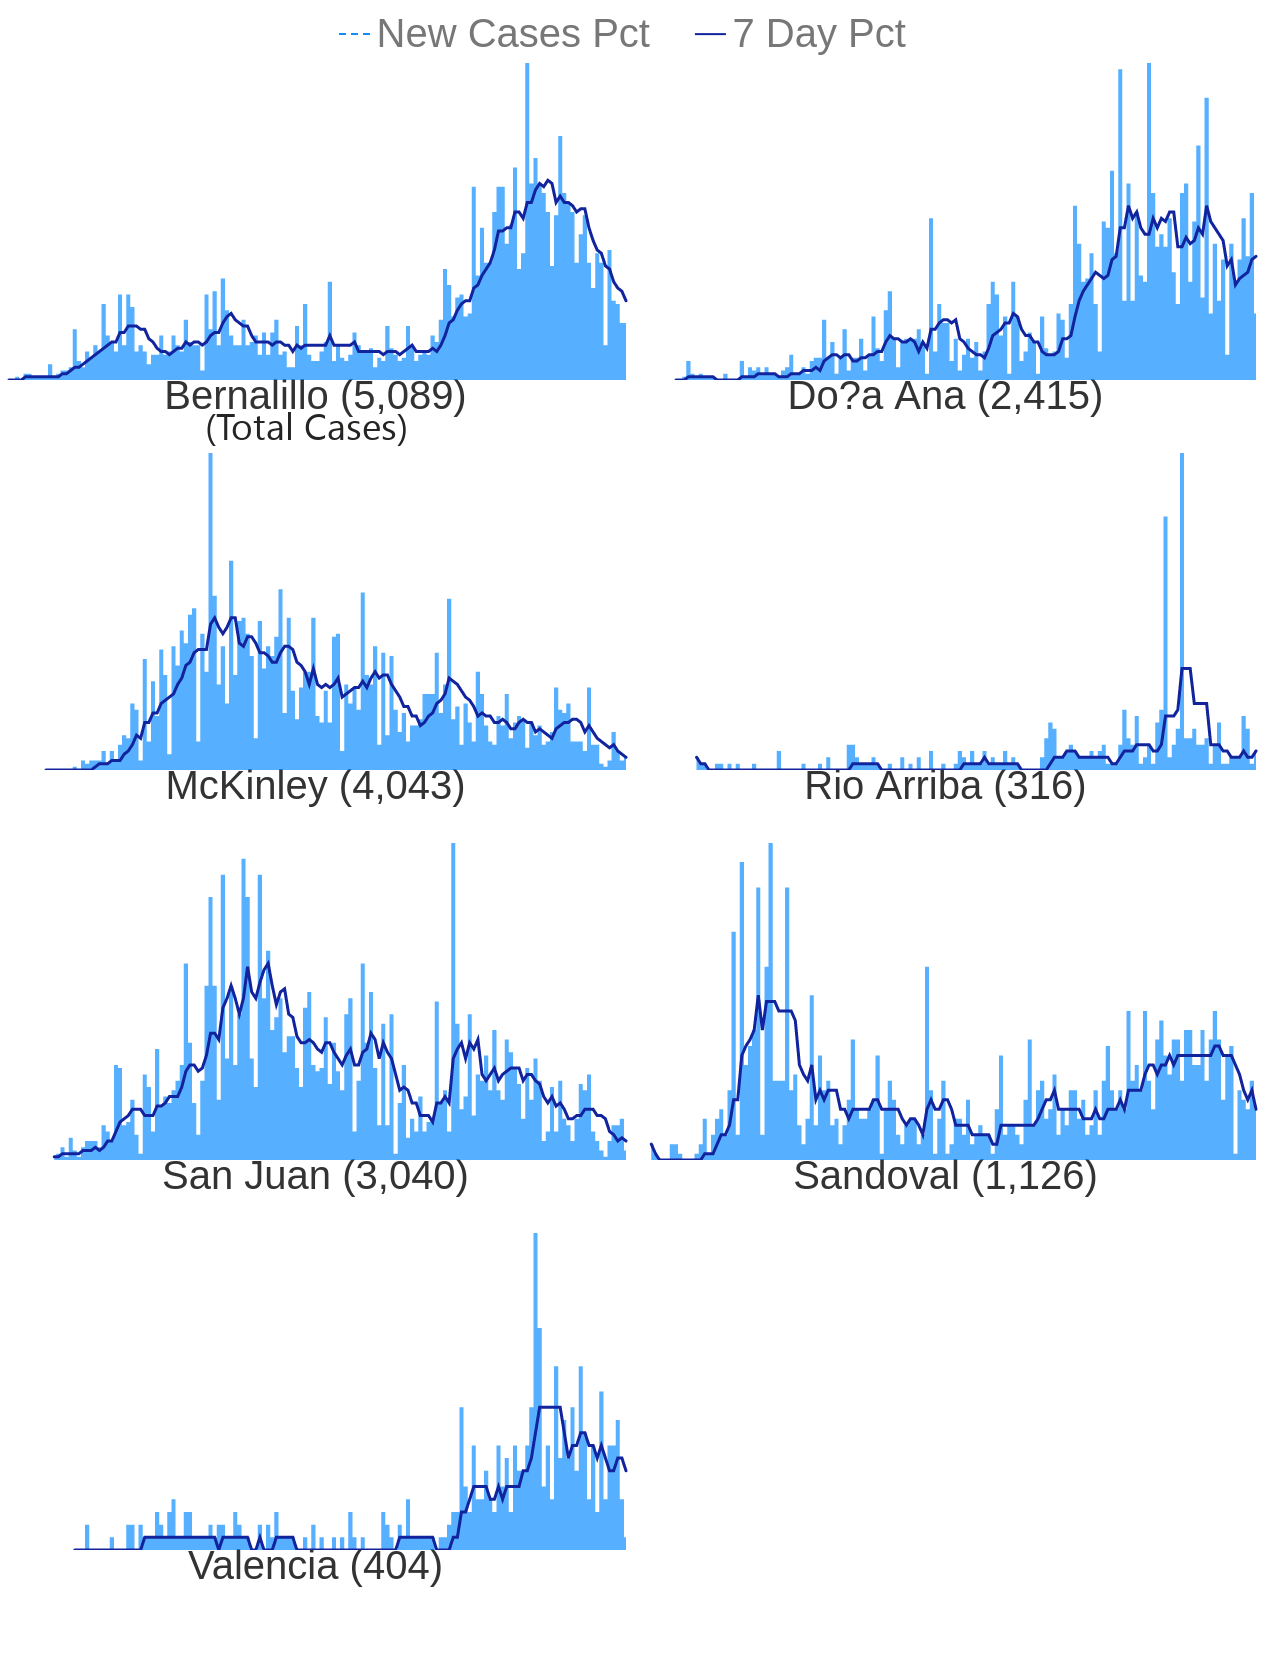 New Cases Pct 7 Day Pct
Bernalillo (5,089)
(Total Cases)
Do?a Ana (2,415)
McKinley (4,043)
Rio Arriba (316)
San Juan (3,040)
Sandoval (1,126)
Valencia (404)